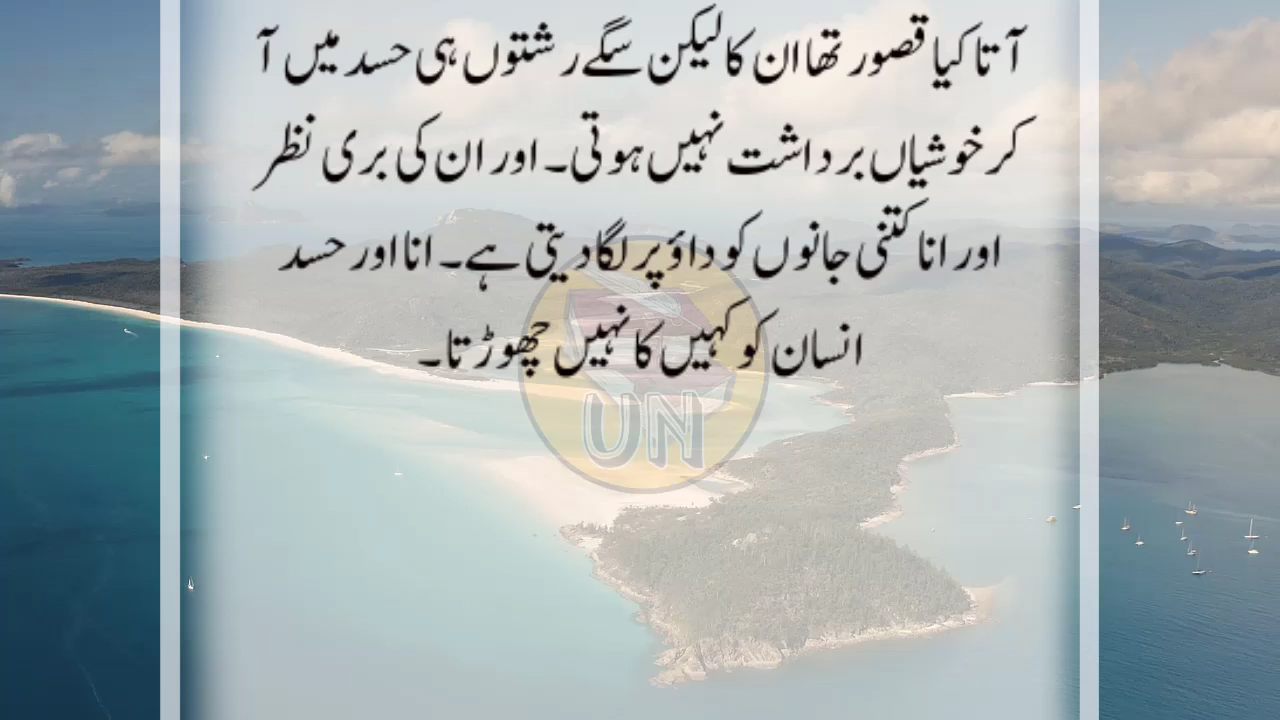 آتا کیا قصور تھا ان کا لیکن سگے رشتوں ہی حسد میں آ
کر خوشیاں برداشت نہیں ہوتی۔ اور ان کی بری نظر
اور انا کتنی جانوں کو داؤ پر لگا دیتی ہے۔ انا اور حسد
انسان کو کہیں کا نہیں چھوڑتا۔
UN